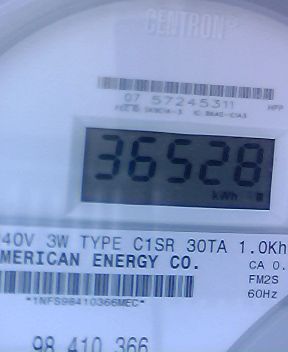 CENTRON®
07 57245311
HPP
36528
kWh
40V 3W TYPE C1SR 30TA 1.0Kh
MERICAN ENERGY CO.
CA 0.
FM2S
60Hz
*1NFS98410366MEC*
98 410 366